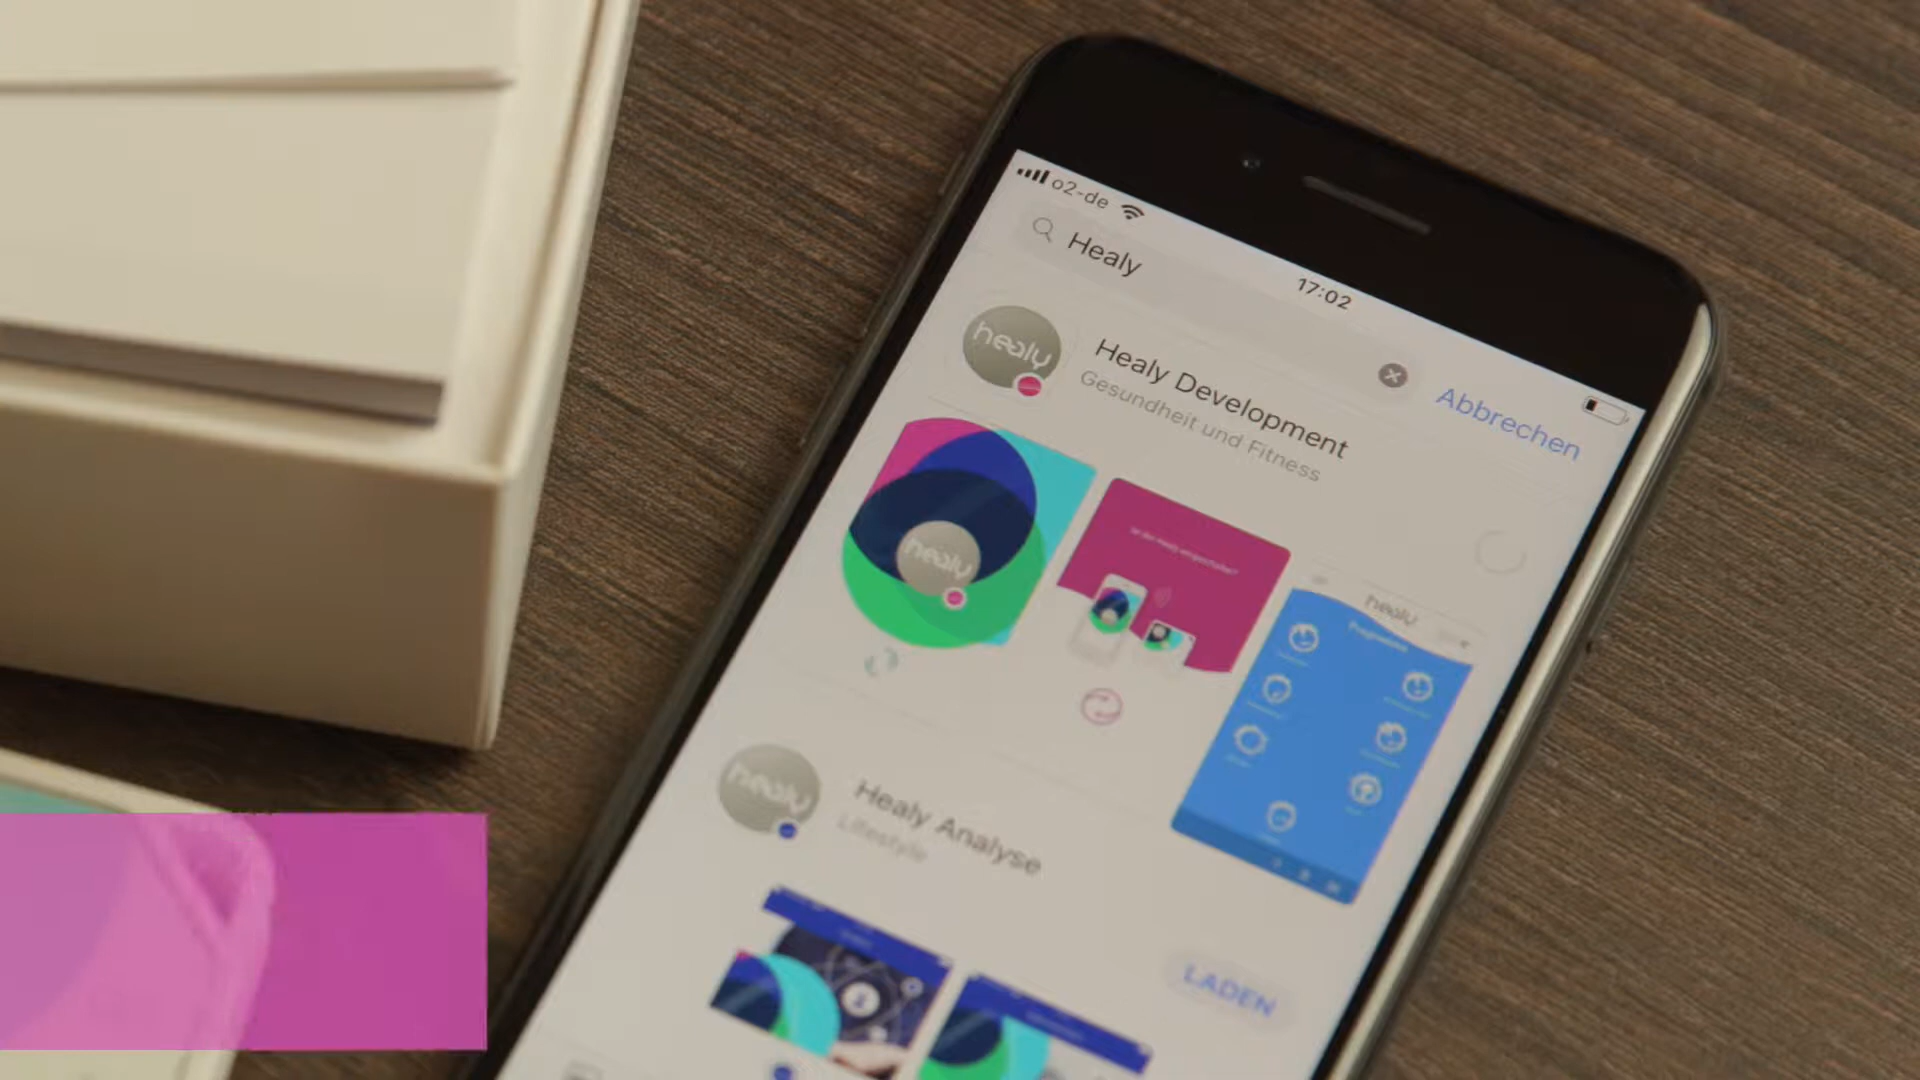 o2-de
17:02
Healy
Abbrechen
healy
Healy Development
Gesundheit und Fitness
healy
healy
Programme
healy
Healy Analyse
Lifestyle
LADEN